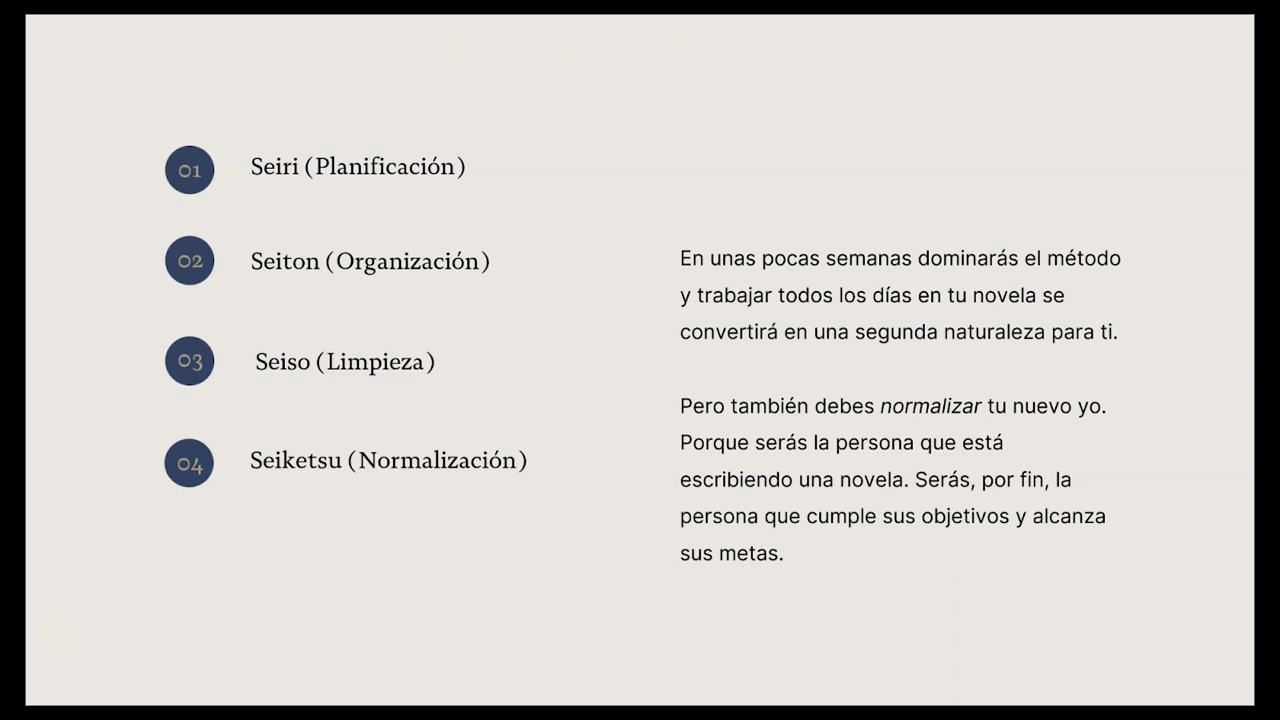 01 Seiri (Planificación)
02 Seiton (Organización)
03 Seiso (Limpieza)
04 Seiketsu (Normalización)
En unas pocas semanas dominarás el método
y trabajar todos los días en tu novela se
convertirá en una segunda naturaleza para ti.
Pero también debes normalizar tu nuevo yo.
Porque serás la persona que está
escribiendo una novela. Serás, por fin, la
persona que cumple sus objetivos y alcanza
sus metas.